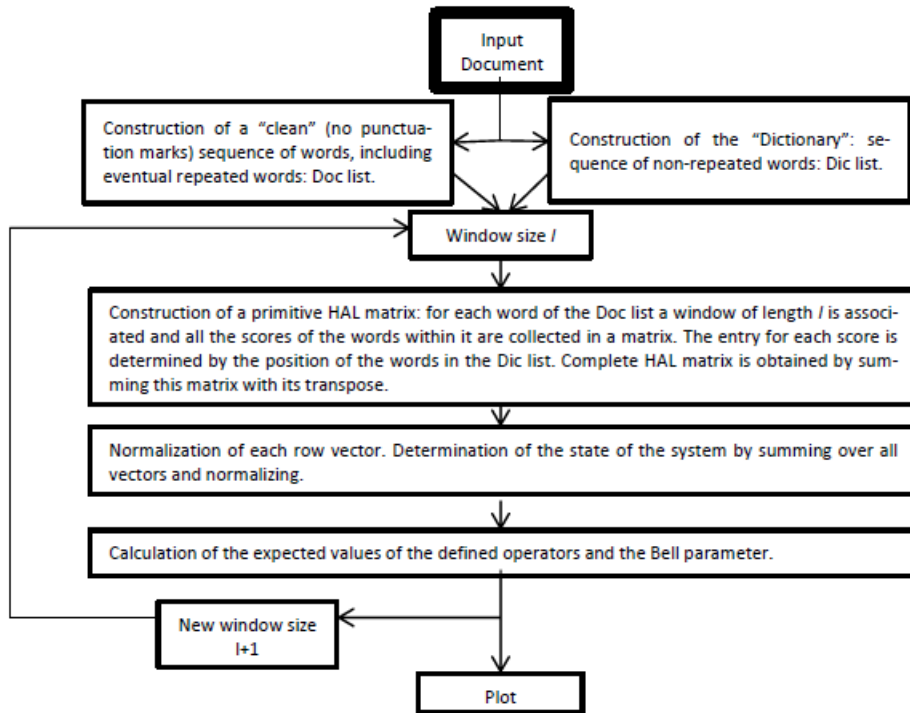 Input
Document
Construction of a “clean” (no punctua-
tion marks) sequence of words, including
eventual repeated words: Doc list.
Construction of the “Dictionary”: se-
quence of non-repeated words: Dic list.
Window size l
Construction of a primitive HAL matrix: for each word of the Doc list a window of length l is associ-
ated and all the scores of the words within it are collected in a matrix. The entry for each score is
determined by the position of the words in the Dic list. Complete HAL matrix is obtained by sum-
ming this matrix with its transpose.
Normalization of each row vector. Determination of the state of the system by summing over all
vectors and normalizing.
Calculation of the expected values of the defined operators and the Bell parameter.
New window size
l+1
Plot